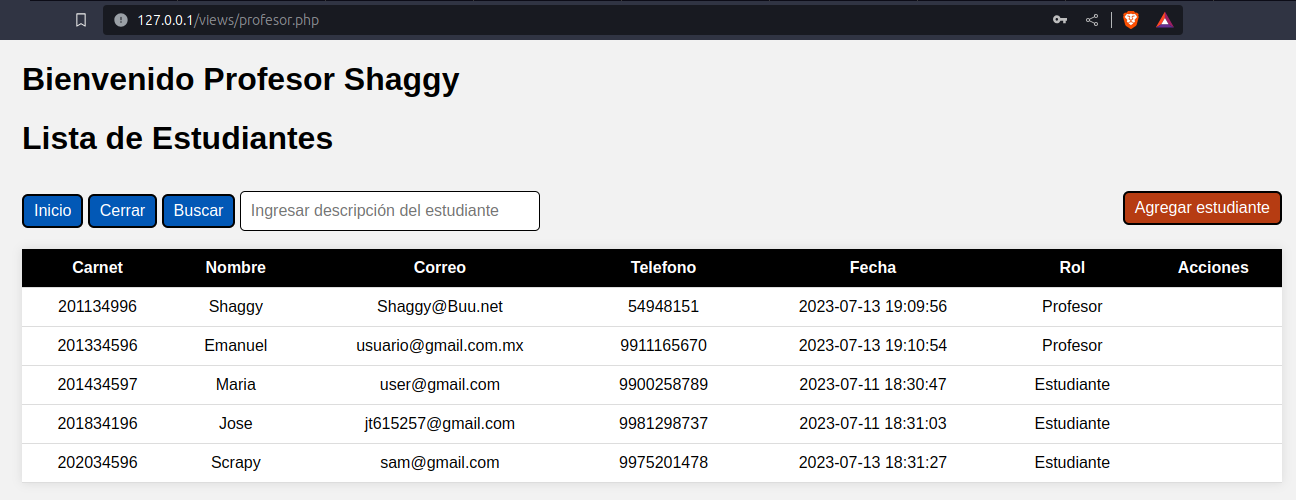 127.0.0.1/views/profesor.php
Bienvenido Profesor Shaggy
Lista de Estudiantes
Inicio Cerrar Buscar Ingresar descripción del estudiante Agregar estudiante
Carnet Nombre Correo Telefono Fecha Rol Acciones
201134996 Shaggy Shaggy@Buu.net 54948151 2023-07-13 19:09:56 Profesor
201334596 Emanuel usuario@gmail.com.mx 9911165670 2023-07-13 19:10:54 Profesor
201434597 Maria user@gmail.com 9900258789 2023-07-11 18:30:47 Estudiante
201834196 Jose jt615257@gmail.com 9981298737 2023-07-11 18:31:03 Estudiante
202034596 Scrapy sam@gmail.com 9975201478 2023-07-13 18:31:27 Estudiante